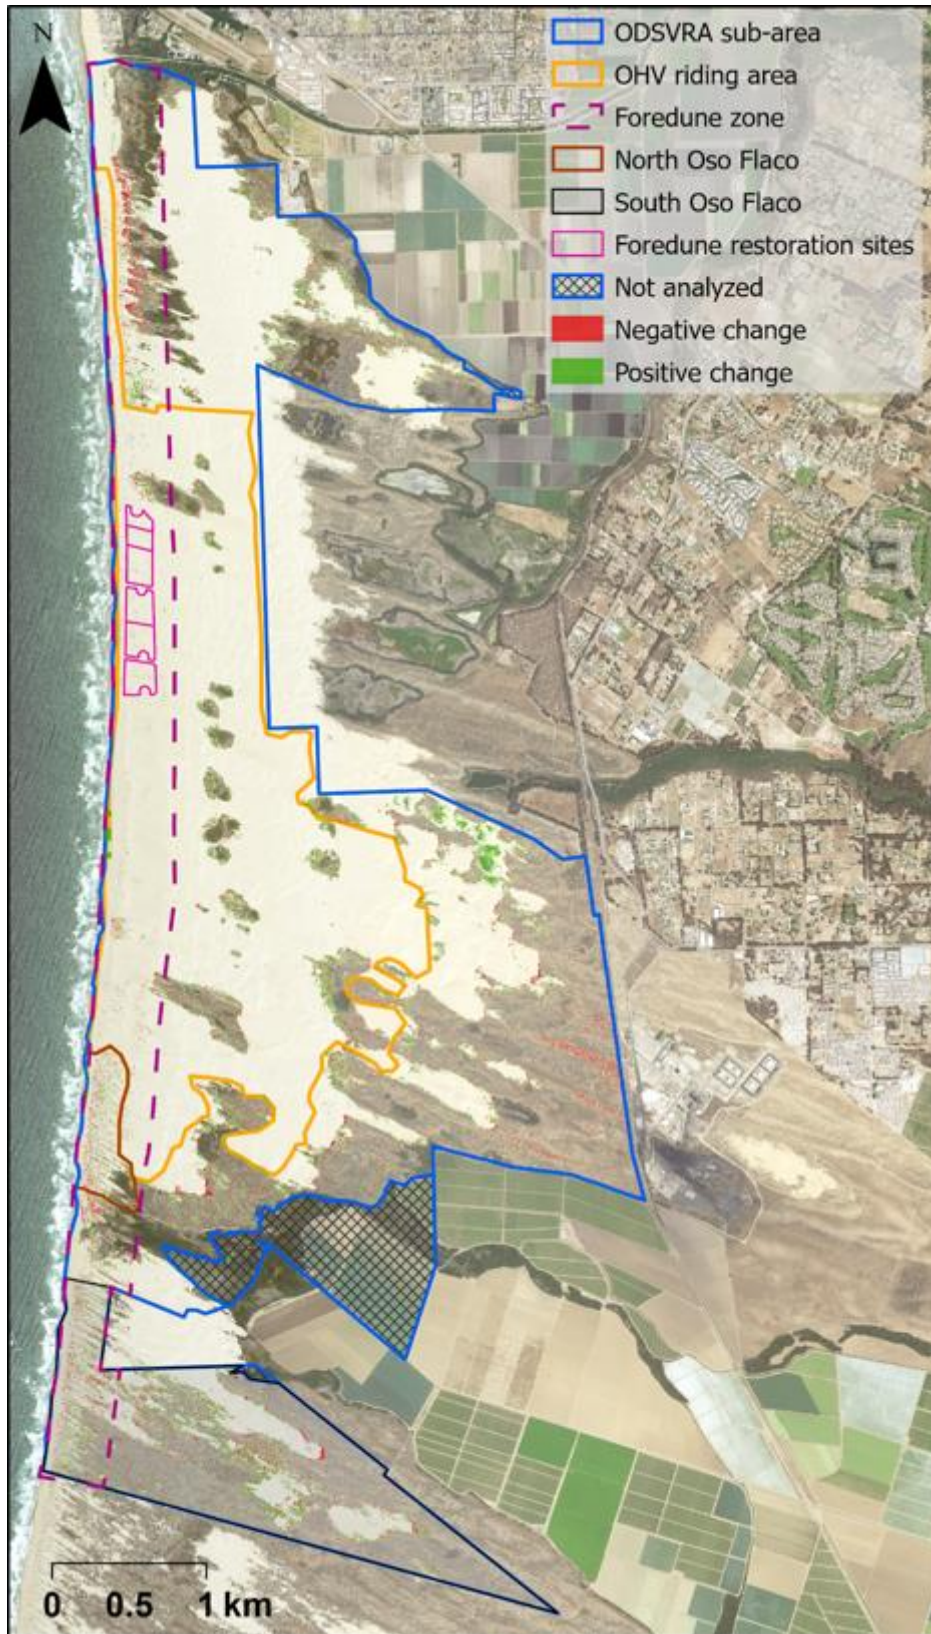 N
ODSVRA sub-area
OHV riding area
Foredune zone
North Oso Flaco
South Oso Flaco
Foredune restoration sites
Not analyzed
Negative change
Positive change
0 0.5 1 km